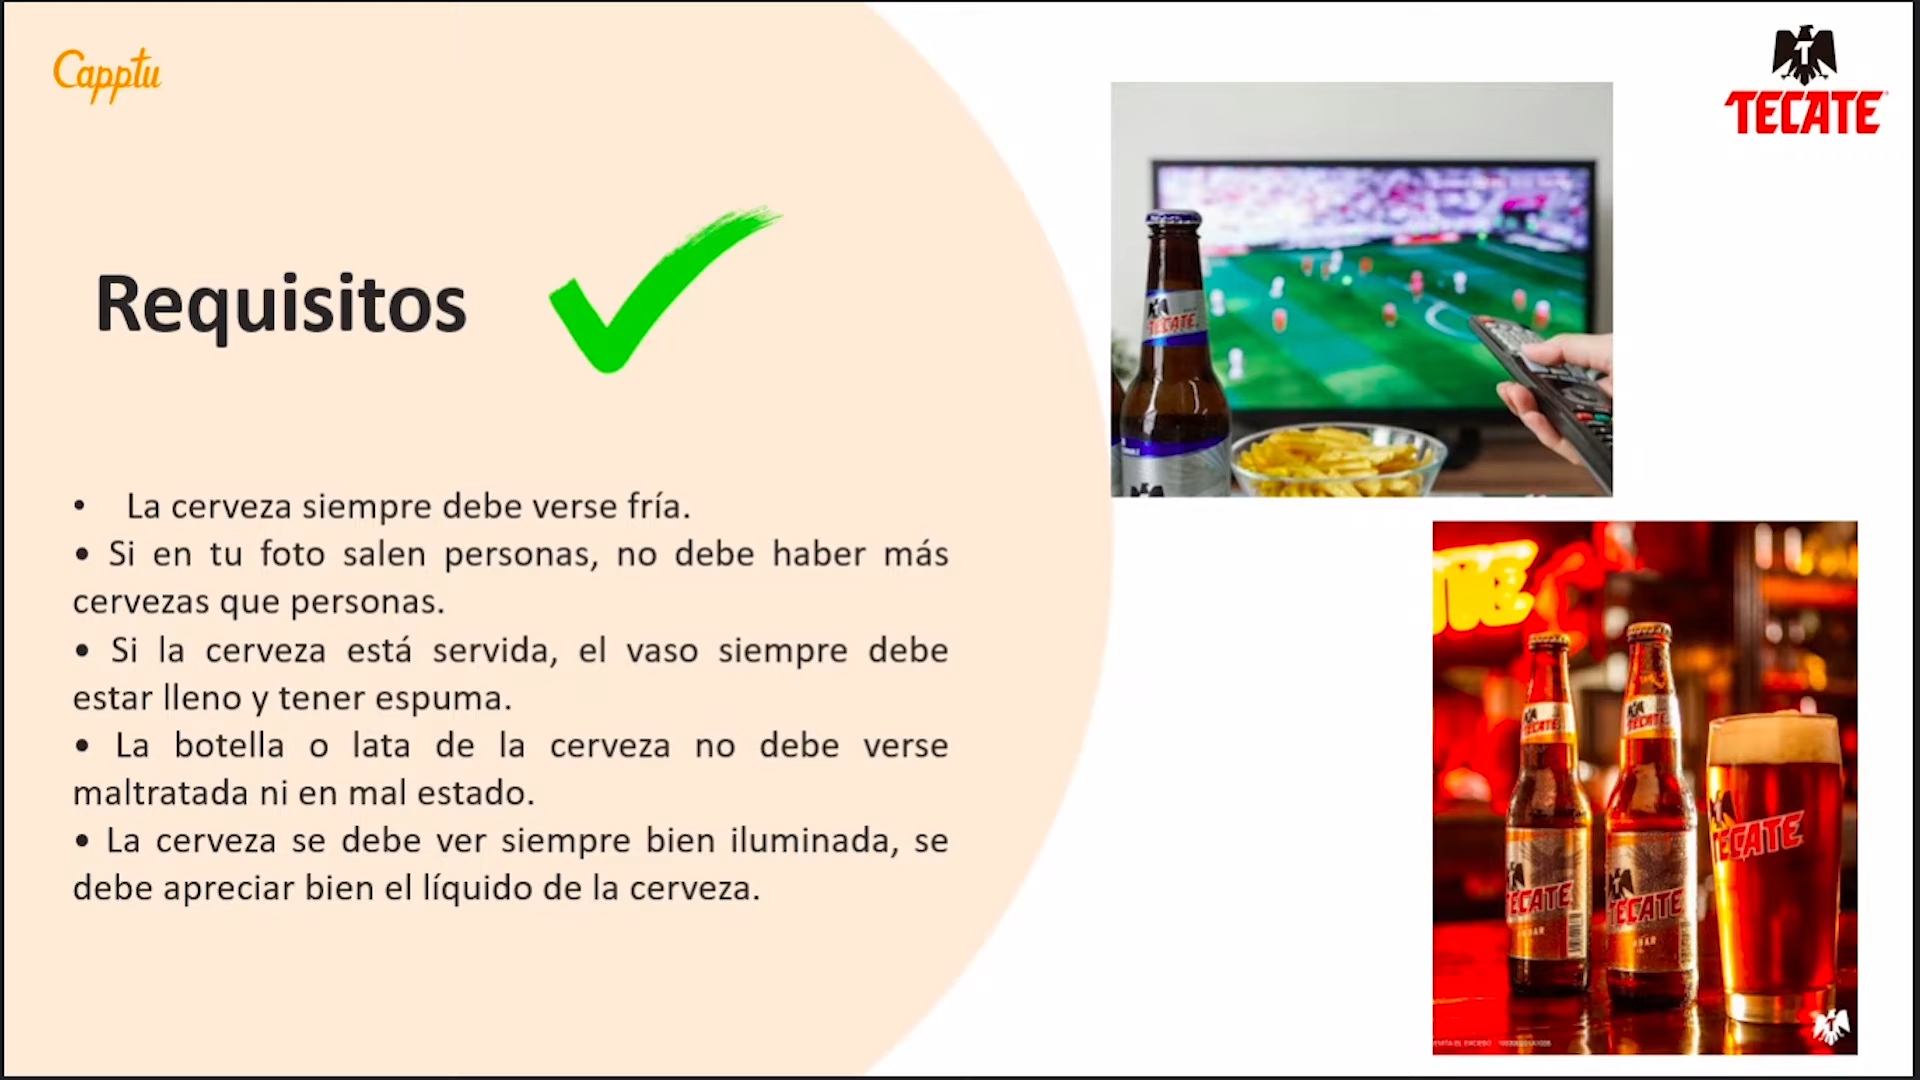 Capptu
TECATE
Requisitos
• La cerveza siempre debe verse fría.
• Si en tu foto salen personas, no debe haber más
cervezas que personas.
• Si la cerveza está servida, el vaso siempre debe
estar lleno y tener espuma.
• La botella o lata de la cerveza no debe verse
maltratada ni en mal estado.
• La cerveza se debe ver siempre bien iluminada, se
debe apreciar bien el líquido de la cerveza.
TECATE
TECATE
TECATE
TECATE
TECATE
TECATE